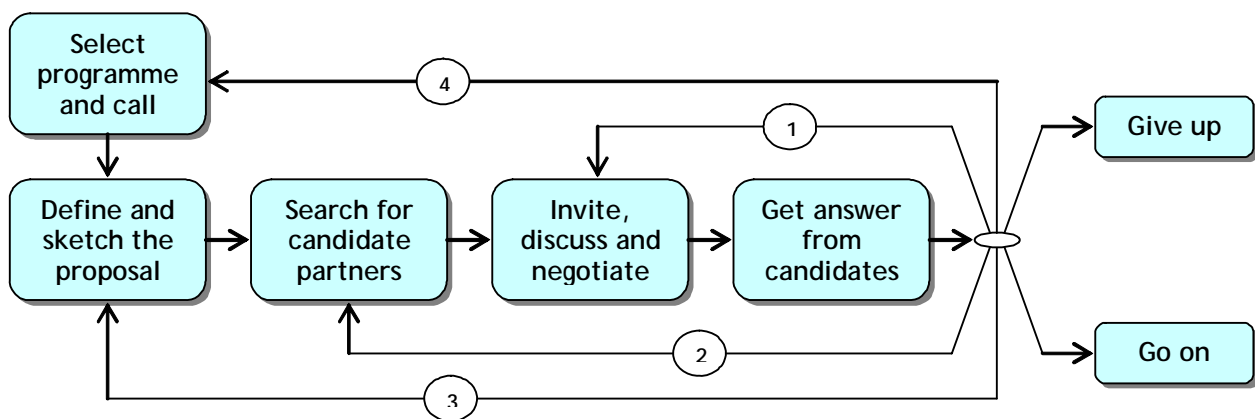 Select
programme
and call
4
1
Give up
Define and
sketch the
proposal
Search for
candidate
partners
Invite,
discuss and
negotiate
Get answer
from
candidates
2
Go on
3